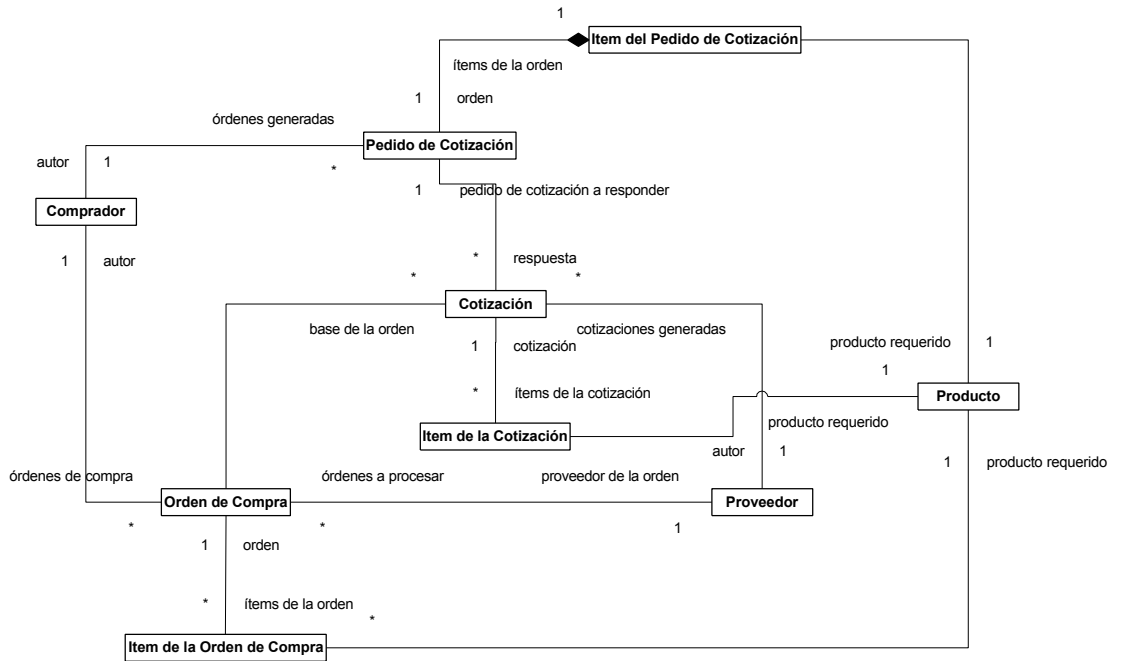 1
Item del Pedido de Cotización
ítems de la orden
1 orden
órdenes generadas
Pedido de Cotización
autor 1
*
1 pedido de cotización a responder
Comprador
1 autor
* respuesta
* *
Cotización
base de la orden cotizaciones generadas
1 cotización
producto requerido 1
1
* ítems de la cotización
Producto
producto requerido
Item de la Cotización
autor 1
1 producto requerido
órdenes de compra órdenes a procesar proveedor de la orden
Orden de Compra Proveedor
* * 1
1 orden
* ítems de la orden
*
Item de la Orden de Compra